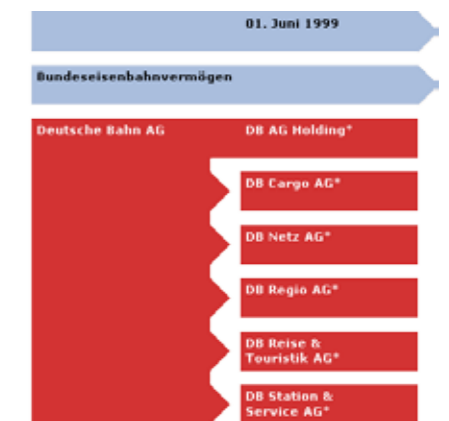 01. Juni 1999
Bundeseisenbahnvermögen
Deutsche Bahn AG
DB AG Holding*
DB Cargo AG*
DB Netz AG*
DB Regio AG*
DB Reise &
Touristik AG*
DB Station &
Service AG*